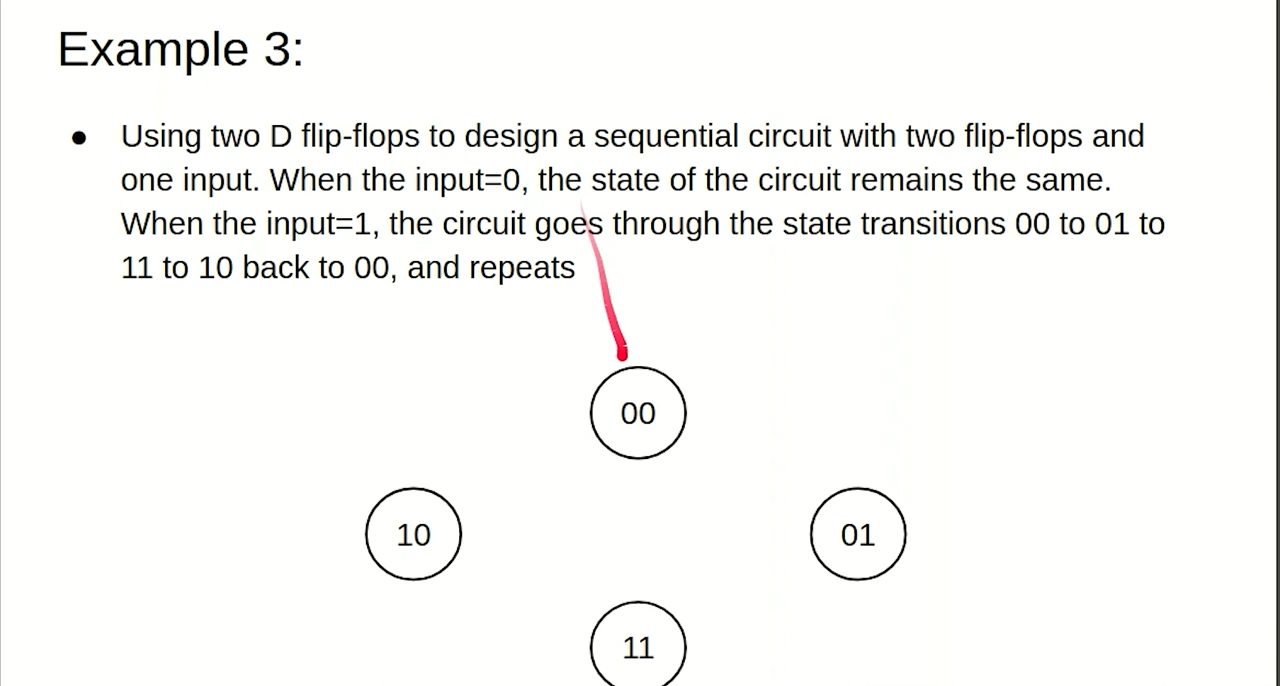 Example 3:
● Using two D flip-flops to design a sequential circuit with two flip-flops and
one input. When the input=0, the state of the circuit remains the same.
When the input=1, the circuit goes through the state transitions 00 to 01 to
11 to 10 back to 00, and repeats
00
10
01
11